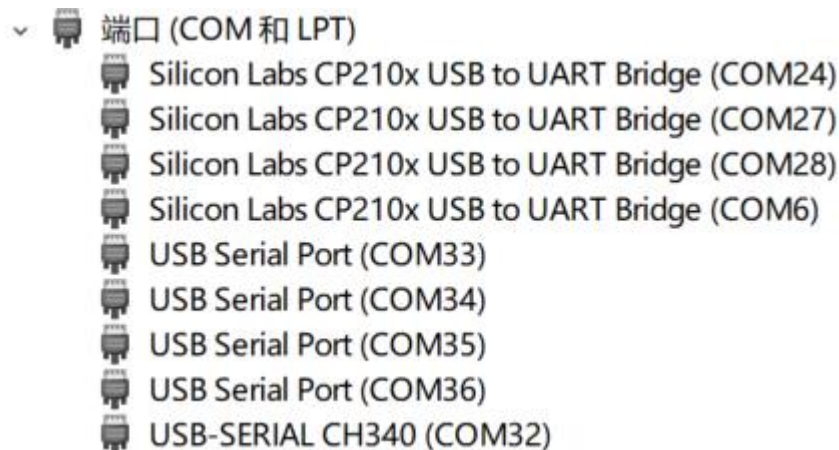 端口 (COM 和 LPT)
Silicon Labs CP210x USB to UART Bridge (COM24)
Silicon Labs CP210x USB to UART Bridge (COM27)
Silicon Labs CP210x USB to UART Bridge (COM28)
Silicon Labs CP210x USB to UART Bridge (COM6)
USB Serial Port (COM33)
USB Serial Port (COM34)
USB Serial Port (COM35)
USB Serial Port (COM36)
USB-SERIAL CH340 (COM32)